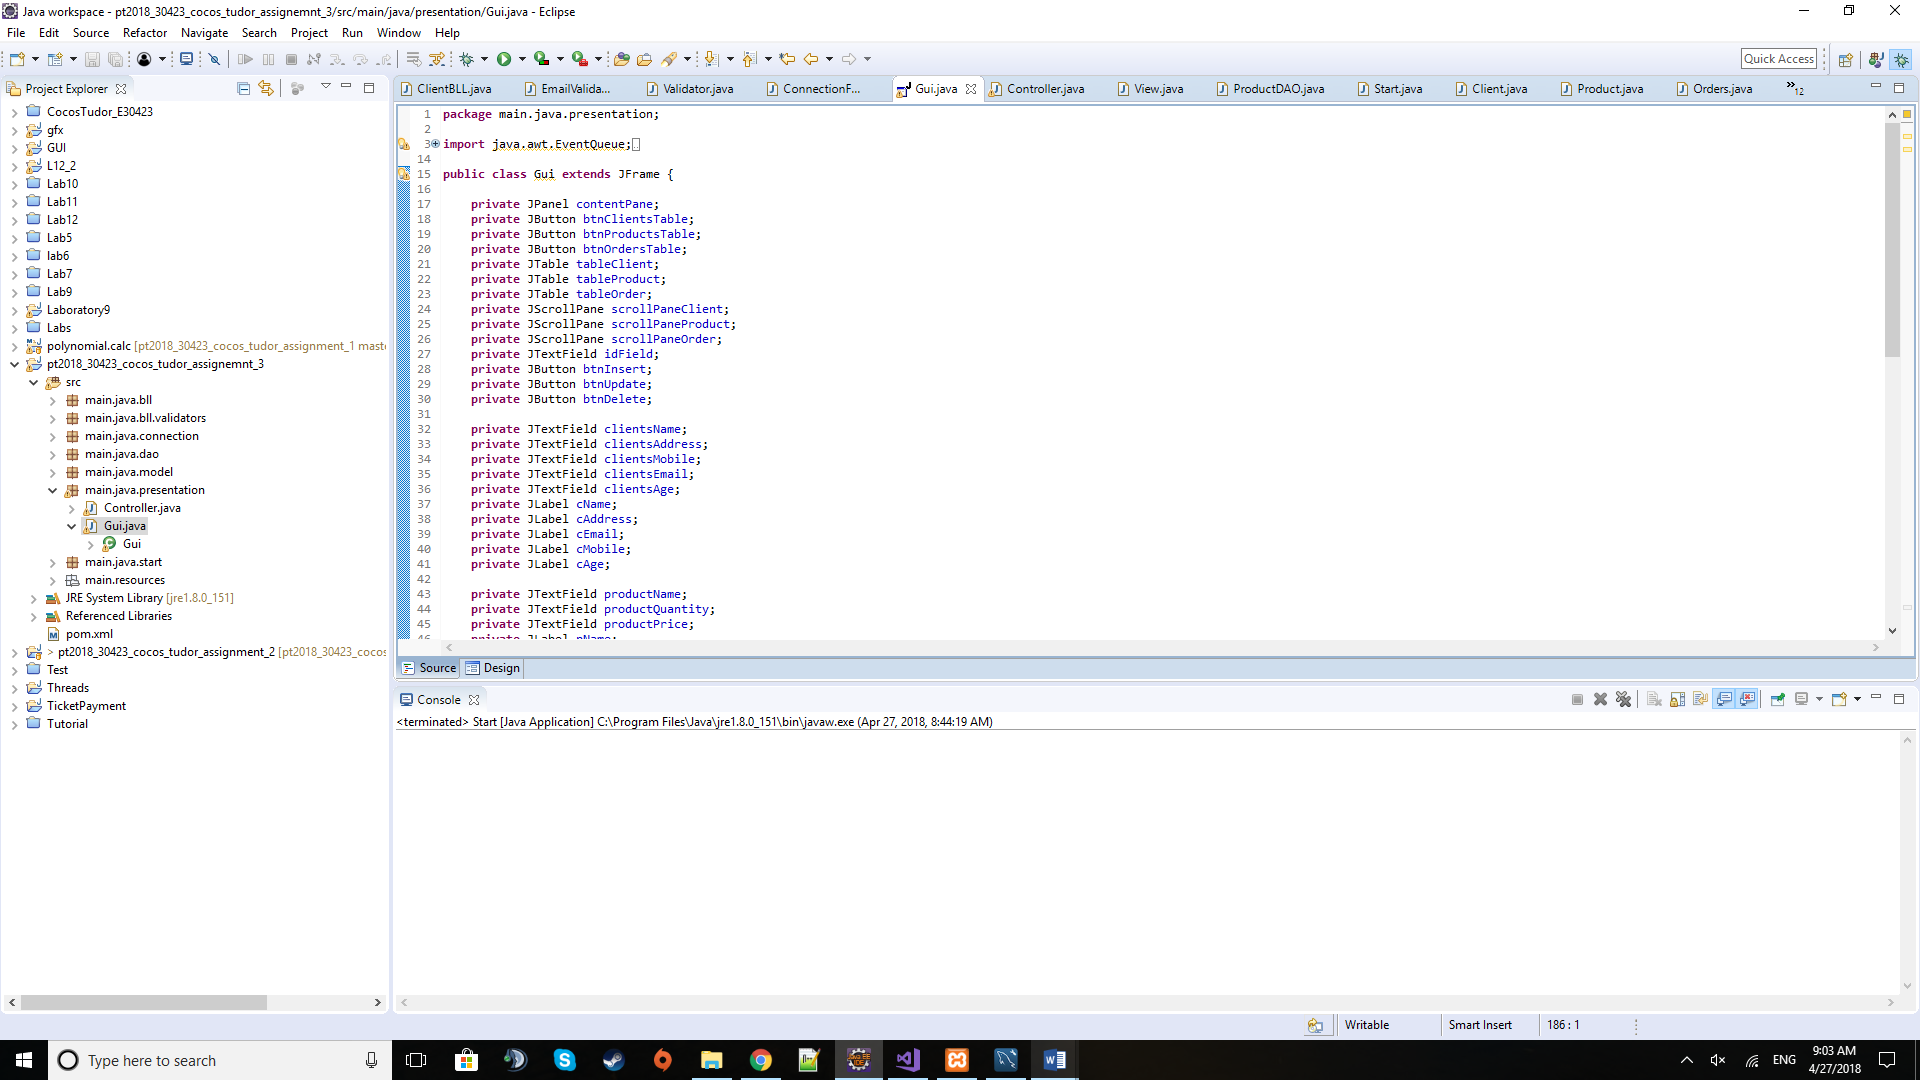 Java workspace - pt2018_30423_cocos_tudor_assignemnt_3/src/main/java/presentation/Gui.java - Eclipse
File Edit Source Refactor Navigate Search Project Run Window Help
Quick Access
Project Explorer
CocosTudor_E30423
gfx
GUI
L12_2
Lab10
Lab11
Lab12
Lab5
lab6
Lab7
Lab9
Laboratory9
Labs
polynomial.calc [pt2018_30423_cocos_tudor_assignment_1 maste
pt2018_30423_cocos_tudor_assignemnt_3
src
main.java.bll
main.java.bll.validators
main.java.connection
main.java.dao
main.java.model
main.java.presentation
Controller.java
Gui.java
Gui
main.java.start
main.resources
JRE System Library [jre1.8.0_151]
Referenced Libraries
pom.xml
> pt2018_30423_cocos_tudor_assignment_2 [pt2018_30423_cocos
Test
Threads
TicketPayment
Tutorial
ClientBLL.java EmailValida... Validator.java ConnectionF... Gui.java Controller.java View.java ProductDAO.java Start.java Client.java Product.java Orders.java »12
1 package main.java.presentation;
2
3 import java.awt.EventQueue;
14
15 public class Gui extends JFrame {
16
17 private JPanel contentPane;
18 private JButton btnClientsTable;
19 private JButton btnProductsTable;
20 private JButton btnOrdersTable;
21 private JTable tableClient;
22 private JTable tableProduct;
23 private JTable tableOrder;
24 private JScrollPane scrollPaneClient;
25 private JScrollPane scrollPaneProduct;
26 private JScrollPane scrollPaneOrder;
27 private JTextField idField;
28 private JButton btnInsert;
29 private JButton btnUpdate;
30 private JButton btnDelete;
31
32 private JTextField clientsName;
33 private JTextField clientsAddress;
34 private JTextField clientsMobile;
35 private JTextField clientsEmail;
36 private JTextField clientsAge;
37 private JLabel cName;
38 private JLabel cAddress;
39 private JLabel cEmail;
40 private JLabel cMobile;
41 private JLabel cAge;
42
43 private JTextField productName;
44 private JTextField productQuantity;
45 private JTextField productPrice;
46 private JLabel pName;
Source Design
Console
<terminated> Start [Java Application] C:\Program Files\Java\jre1.8.0_151\bin\javaw.exe (Apr 27, 2018, 8:44:19 AM)
Writable Smart Insert 186 : 1
Type here to search
ENG
9:03 AM
4/27/2018